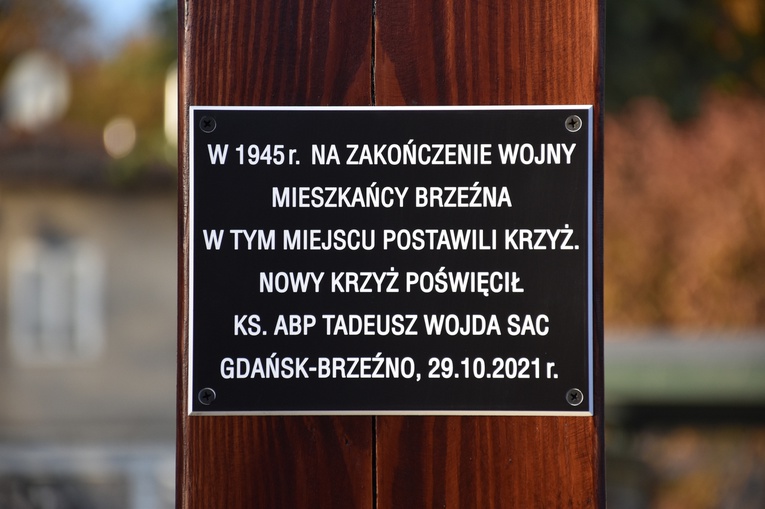 W 1945 r. NA ZAKOŃCZENIE WOJNY
MIESZKAŃCY BRZEŹNA
W TYM MIEJSCU POSTAWILI KRZYŻ.
NOWY KRZYŻ POŚWIĘCIŁ
KS. ABP TADEUSZ WOJDA SAC
GDAŃSK-BRZEŹNO, 29.10.2021 r.